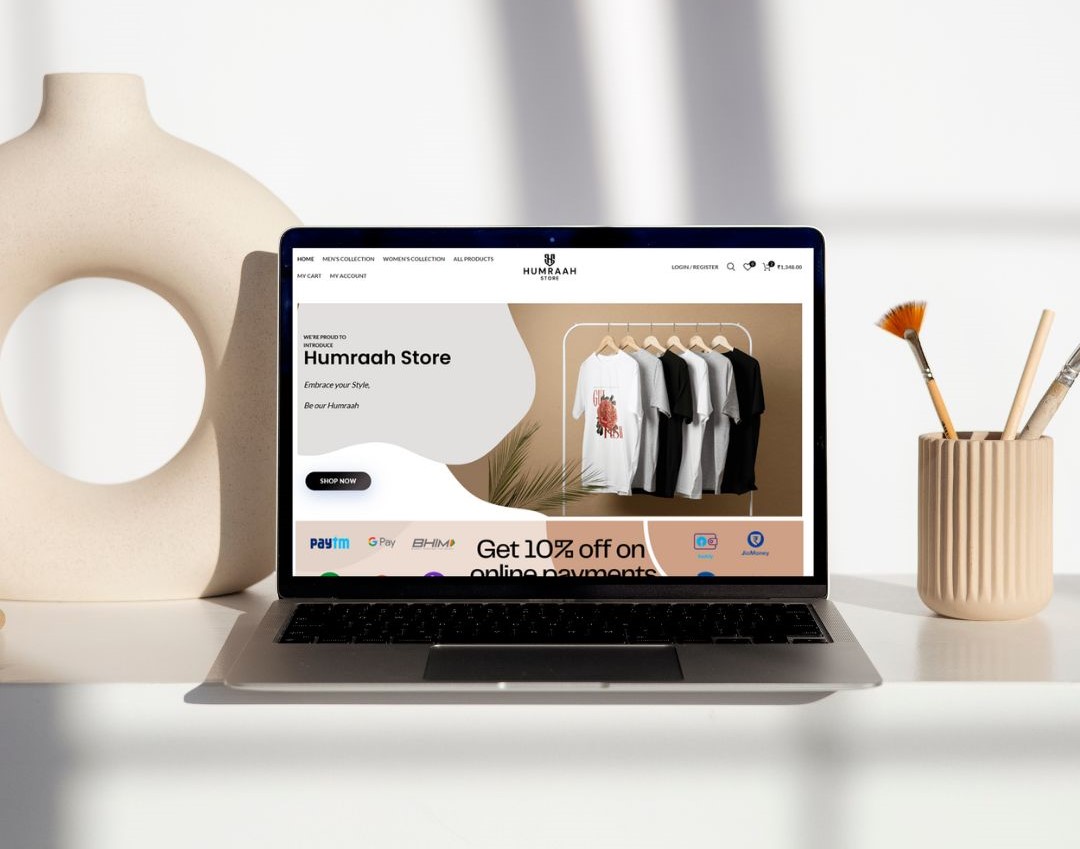 HOME MEN'S COLLECTION WOMEN'S COLLECTION ALL PRODUCTS
MY CART MY ACCOUNT
HUMRAAH
STORE
LOGIN / REGISTER
₹1,346.00
WE'RE PROUD TO
INTRODUCE
Humraah Store
Embrace your Style,
Be our Humraah
SHOP NOW
GIRL
paytm
G Pay
BHIM
Get 10% off on
online payments
JioMoney